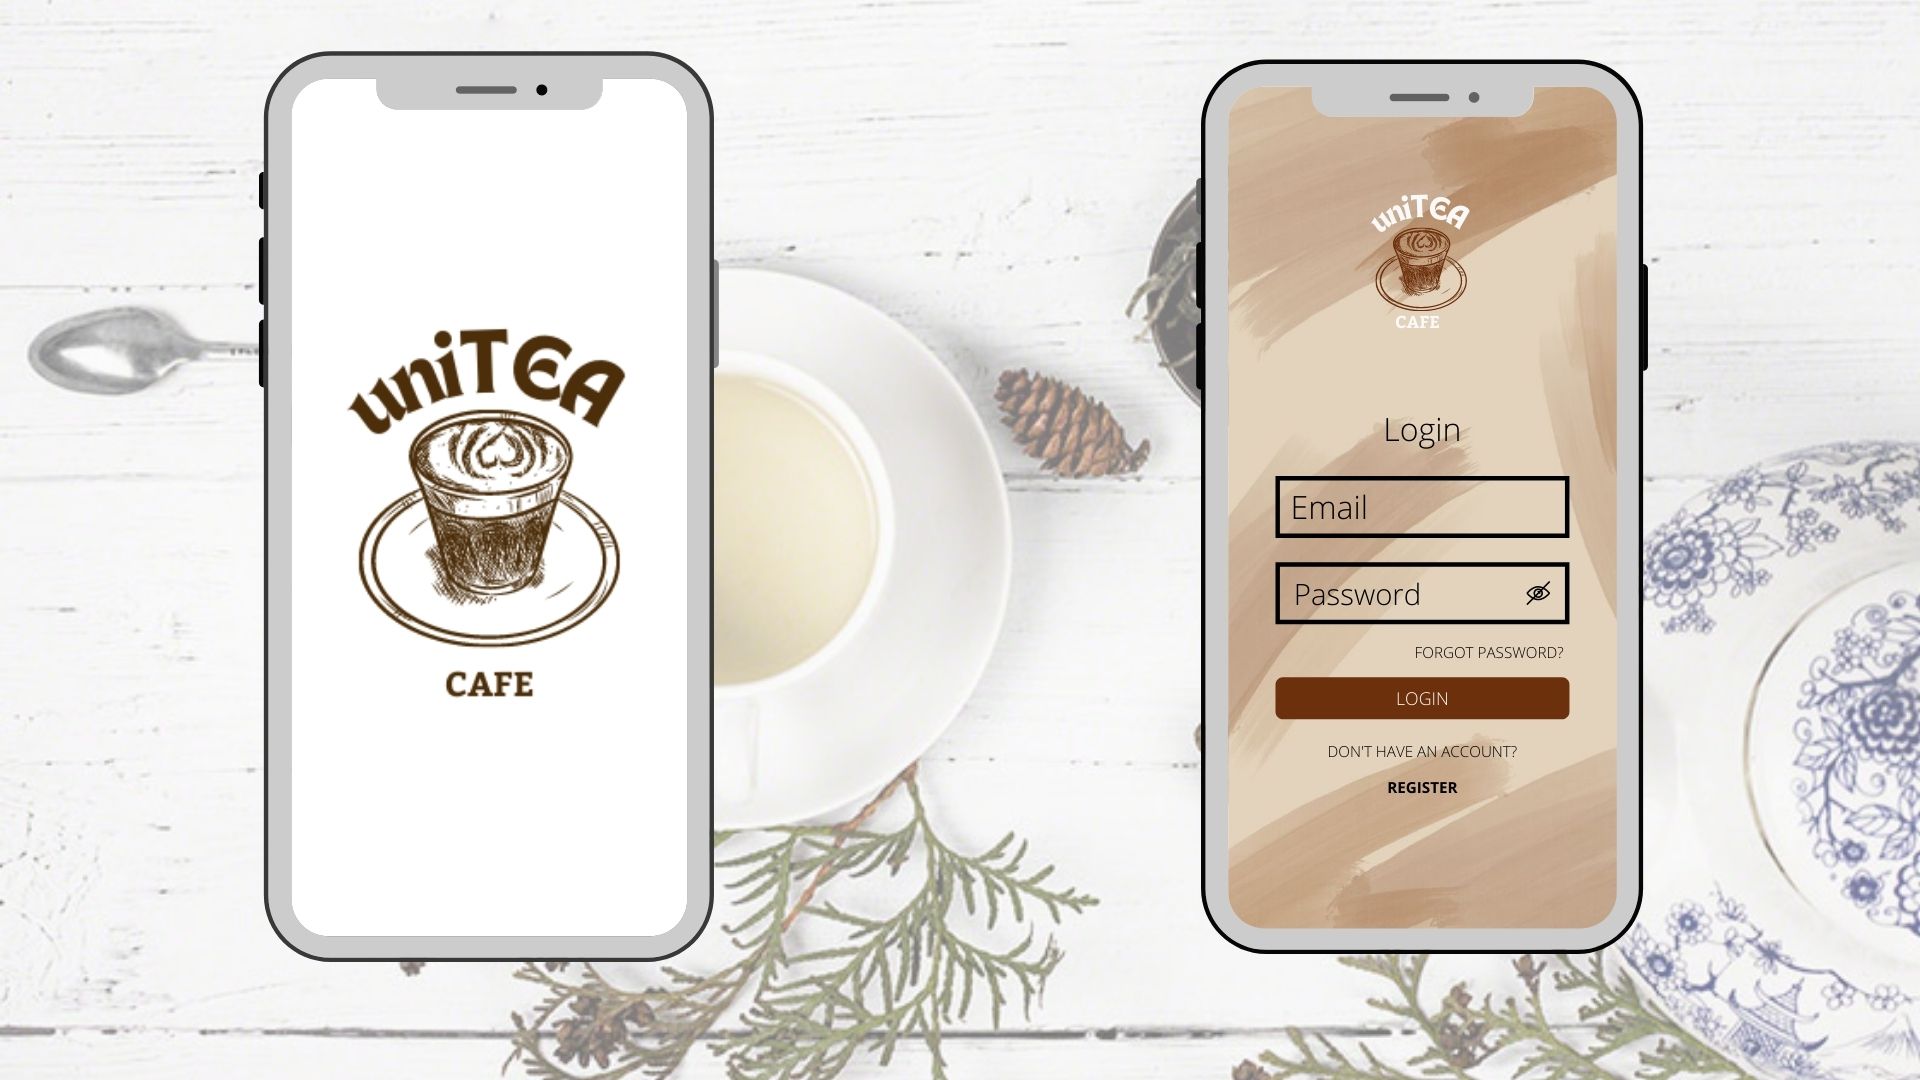 uniTEA
CAFE
uniTEA
CAFE
Login
Email
Password
FORGOT PASSWORD?
LOGIN
DON'T HAVE AN ACCOUNT?
REGISTER